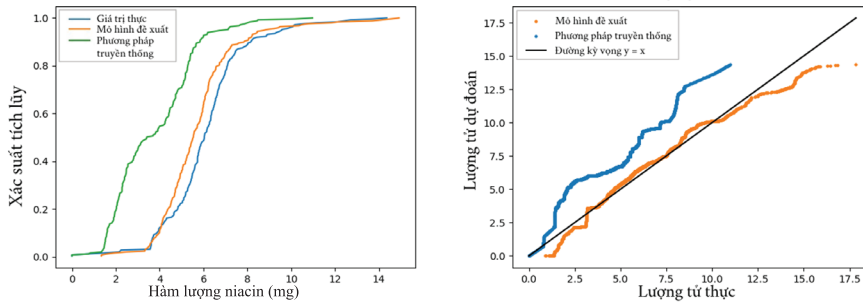 Giá trị thực
Mô hình đề xuất
Phương pháp
truyền thống
Xác suất tích lũy
1.0
0.8
0.6
0.4
0.2
0.0
0
2
4
6
8
10
12
14
Hàm lượng niacin (mg)
Mô hình đề xuất
Phương pháp truyền thống
Đường kỳ vọng y = x
Lượng tử dự đoán
17.5
15.0
12.5
10.0
7.5
5.0
2.5
0.0
0.0
2.5
5.0
7.5
10.0
12.5
15.0
17.5
Lượng tử thực